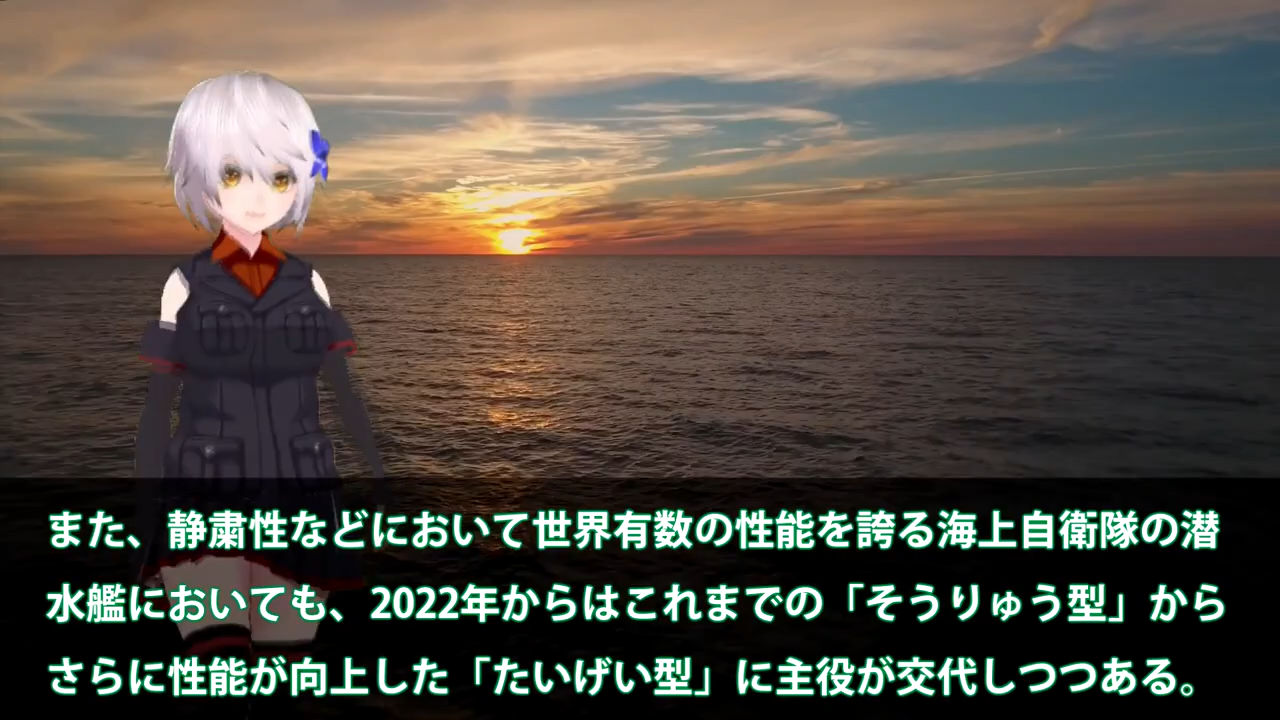 また、静粛性などにおいて世界有数の性能を誇る海上自衛隊の潜
水艦においても、2022年からはこれまでの「そうりゅう型」から
さらに性能が向上した「たいげい型」に主役が交代しつつある。